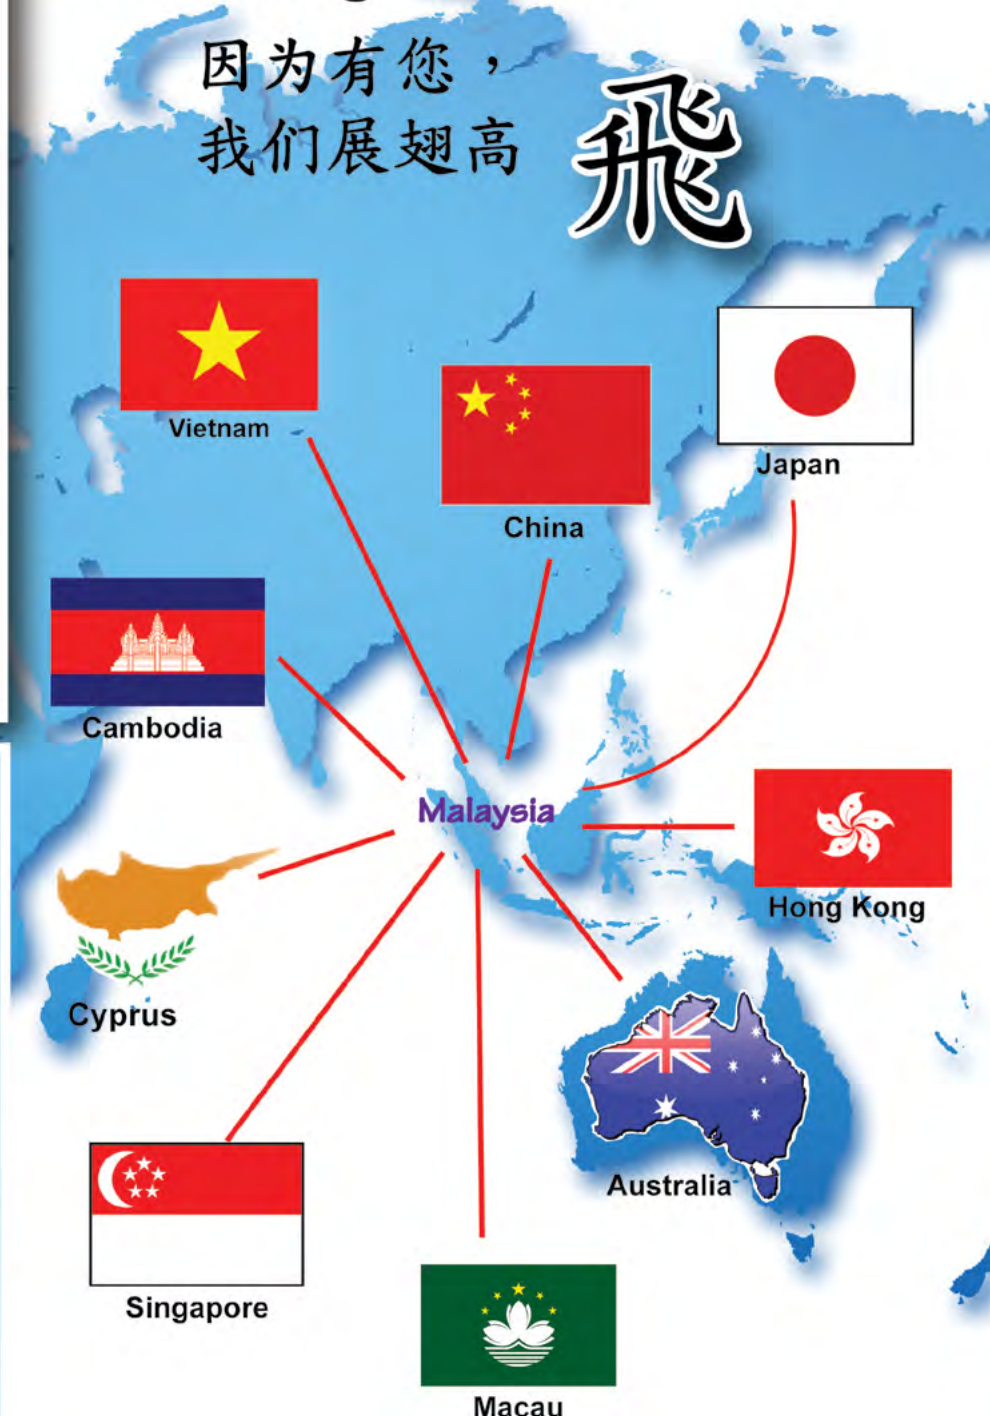 因为有您，
我们展翅高
飛
Vietnam
China
Japan
Cambodia
Malaysia
Hong Kong
Cyprus
Australia
Singapore
Macau